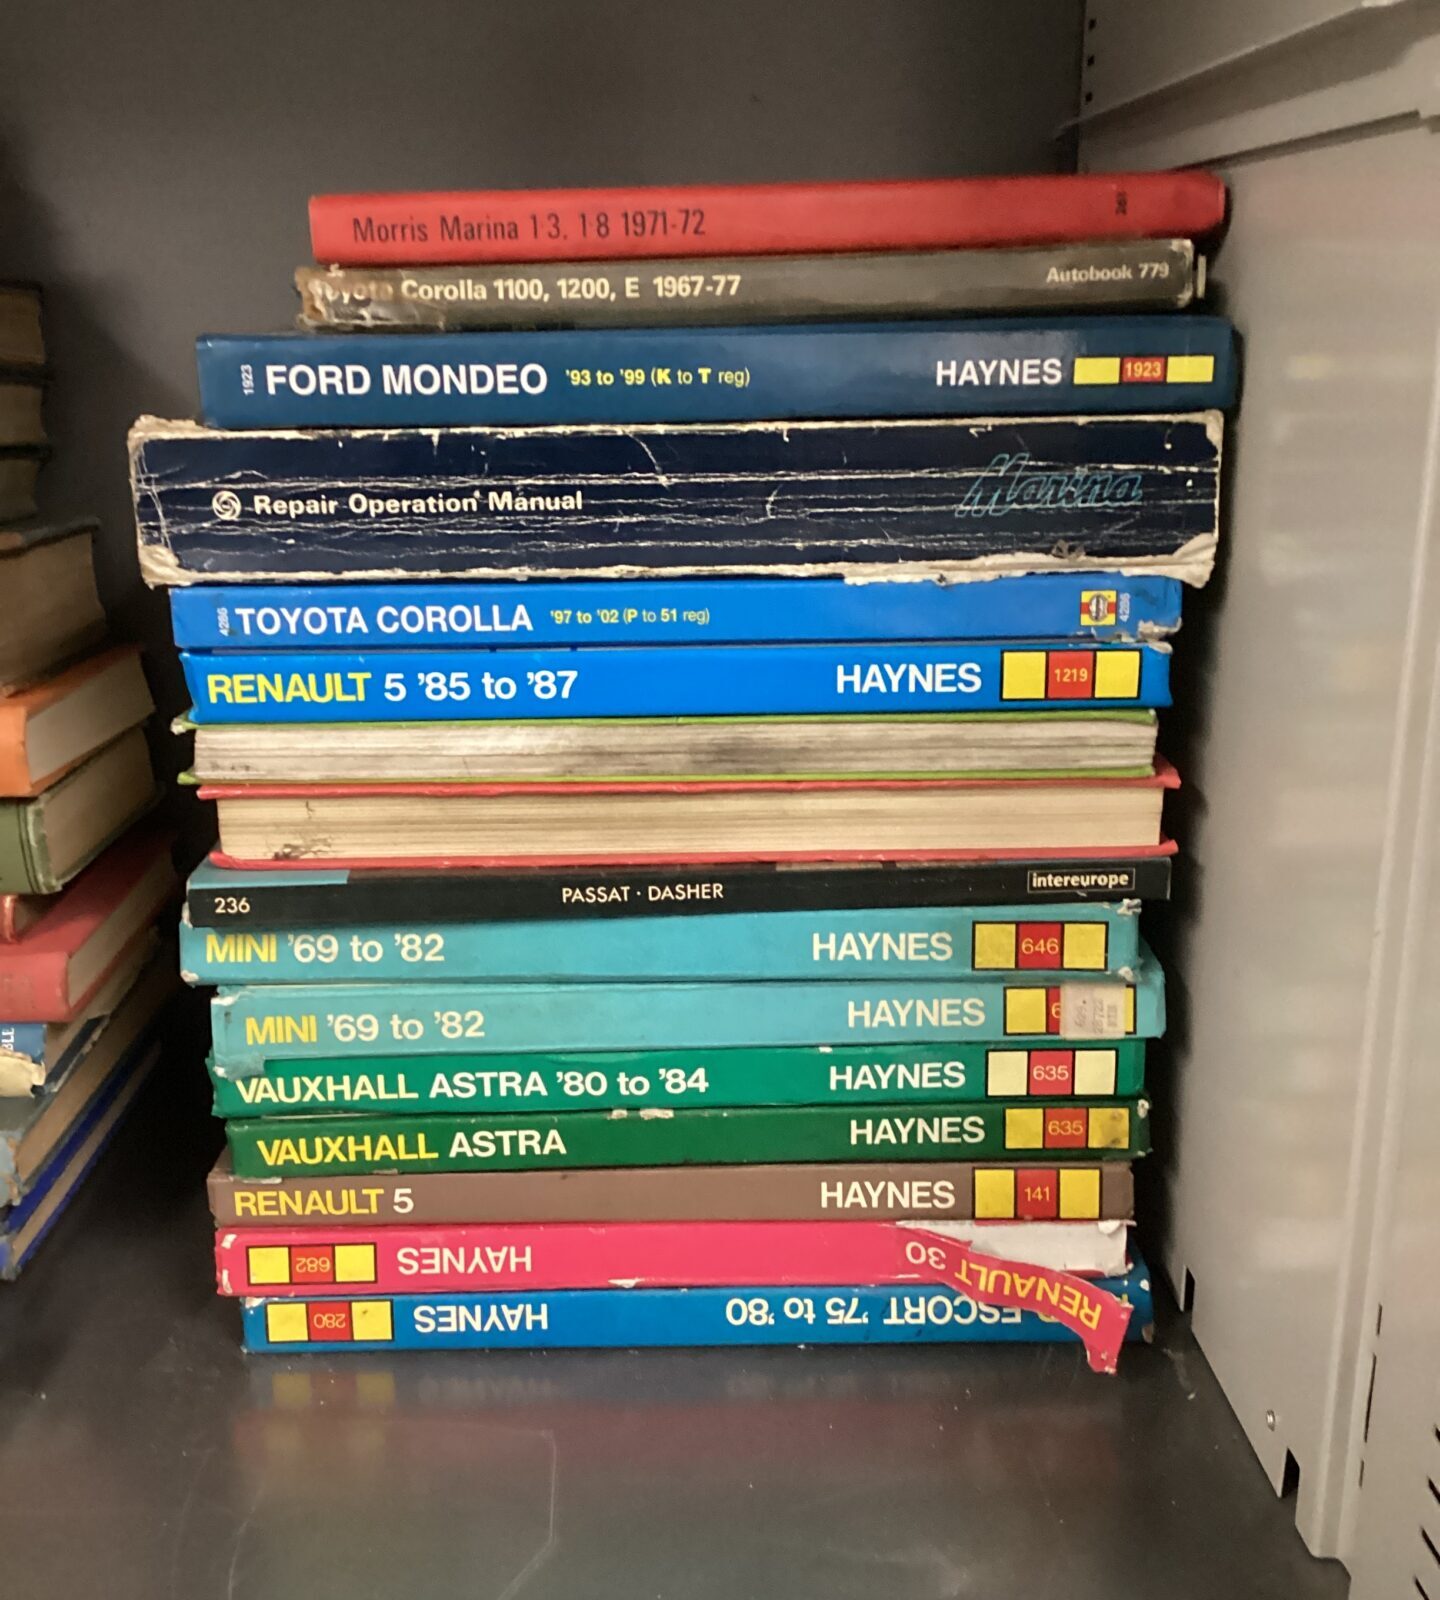 Morris Marina 1·3, 1·8 1971-72
Toyota Corolla 1100, 1200, E 1967-77 Autobook 779
1923 FORD MONDEO '93 to '99 (K to T reg) HAYNES 1923
Repair Operation Manual Marina
4286 TOYOTA COROLLA '97 to '02 (P to 51 reg) 4286
RENAULT 5 '85 to '87 HAYNES 1219
236 PASSAT · DASHER intereurope
MINI '69 to '82 HAYNES 646
MINI '69 to '82 HAYNES 6
VAUXHALL ASTRA '80 to '84 HAYNES 635
VAUXHALL ASTRA HAYNES 635
RENAULT 5 HAYNES 141
RENAULT 30 HAYNES 682
ESCORT '75 to '80 HAYNES 280